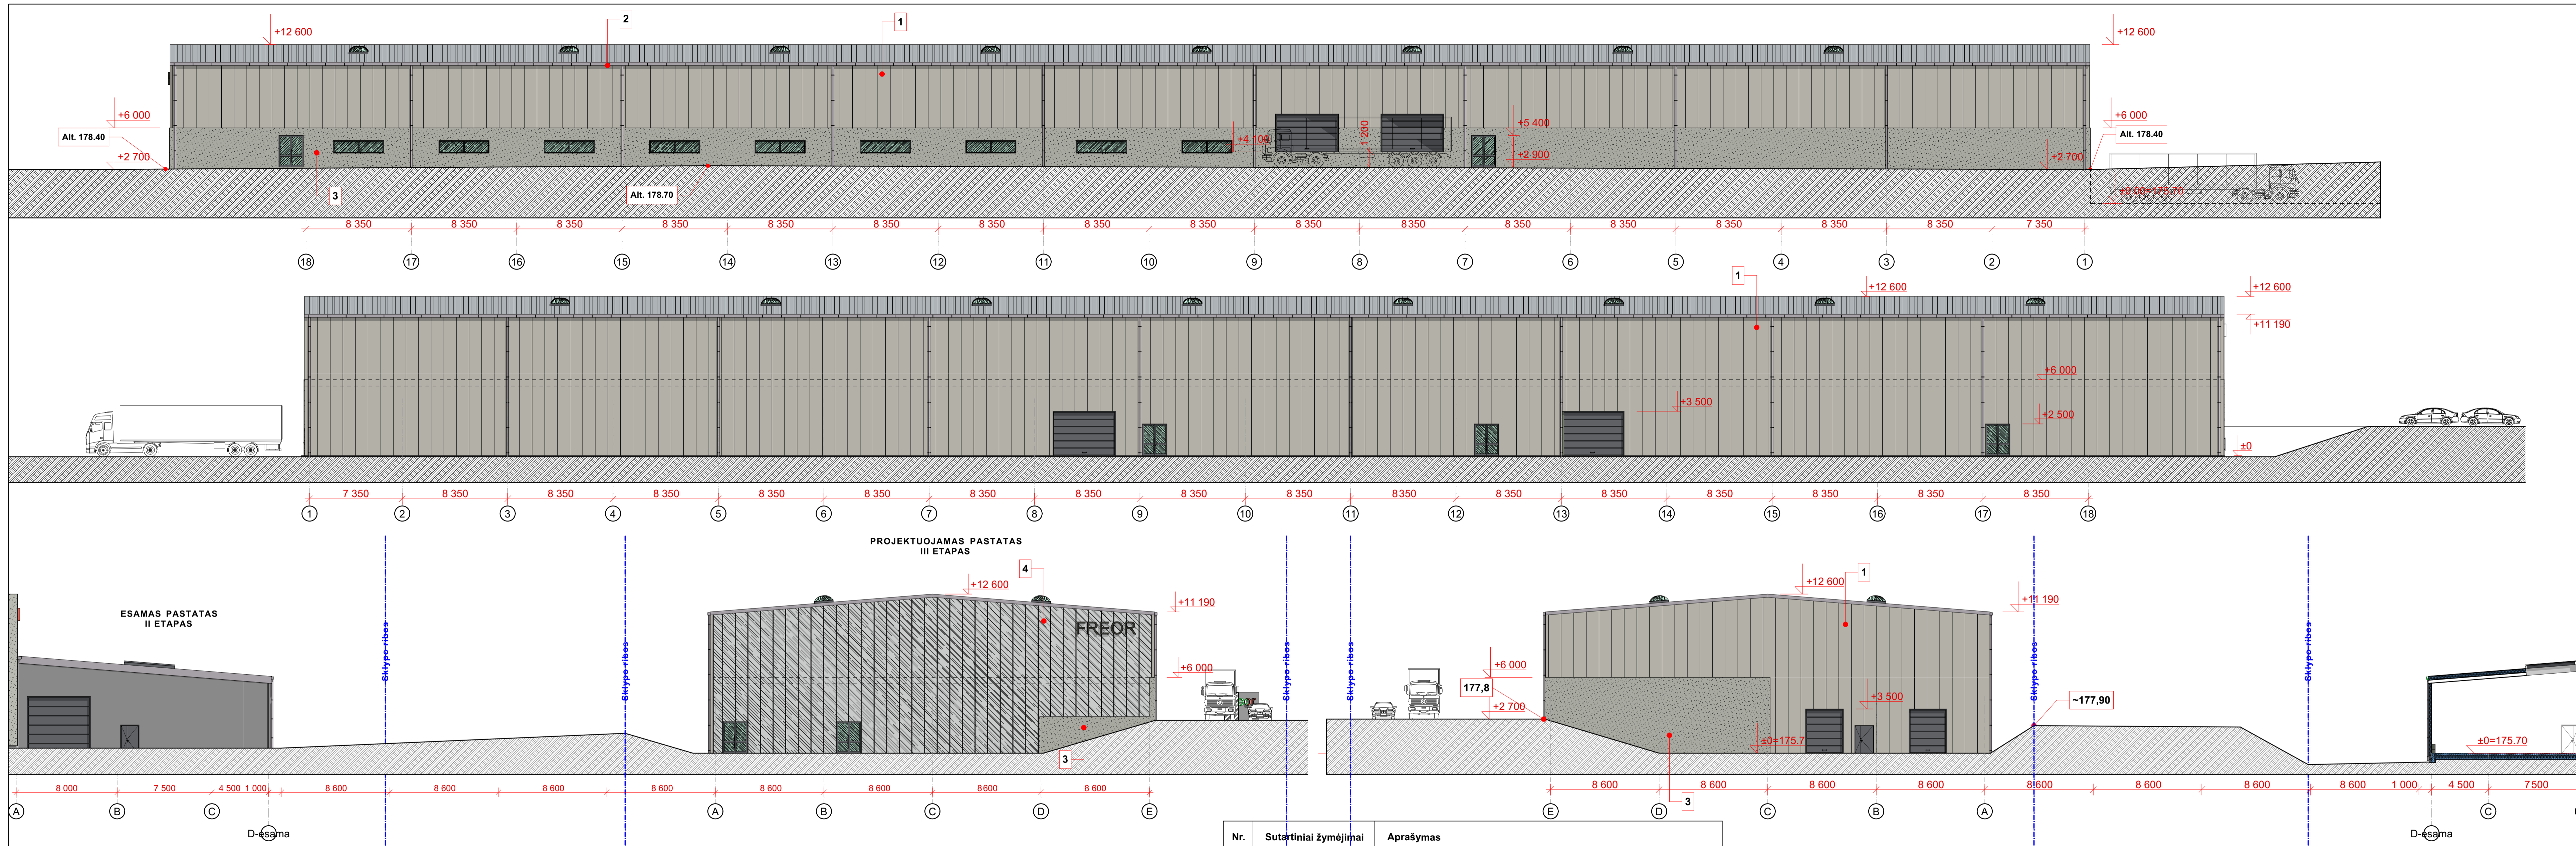 2
1
+12 600
+12 600
+6 000
Alt. 178.40
+2 700
+4 100
1 200
+5 400
+2 900
+6 000
Alt. 178.40
+2 700
±0.00=175.70
3
Alt. 178.70
8 350 8 350 8 350 8 350 8 350 8 350 8 350 8 350 8 350 8 350 8350 8 350 8 350 8 350 8 350 8 350 7 350
18 17 16 15 14 13 12 11 10 9 8 7 6 5 4 3 2 1
1
+12 600
+12 600
+11 190
+6 000
+3 500
+2 500
±0
7 350 8 350 8 350 8 350 8 350 8 350 8 350 8 350 8 350 8 350 8350 8 350 8 350 8 350 8 350 8 350 8 350
1 2 3 4 5 6 7 8 9 10 11 12 13 14 15 16 17 18
PROJEKTUOJAMAS PASTATAS
III ETAPAS
ESAMAS PASTATAS
II ETAPAS
Sklypo ribos
Sklypo ribos
4
+12 600
+11 190
FREOR
+6 000
3
Sklypo ribos
Sklypo ribos
1
+12 600
+11 190
+6 000
177,8
+2 700
+3 500
±0=175.7
3
Sklypo ribos
~177,90
Sklypo ribos
±0=175.70
8 000 7 500 4 500 1 000 8 600 8 600 8 600 8 600 8 600 8 600 8 600 8 600
A B C A B C D E
D-esama
8 600 8 600 8 600 8 600 8 600 8 600 8 600 8 600 1 000 4 500 7 500
E D C B A C
D-esama
Nr. Sutartiniai žymėjimai Aprašymas